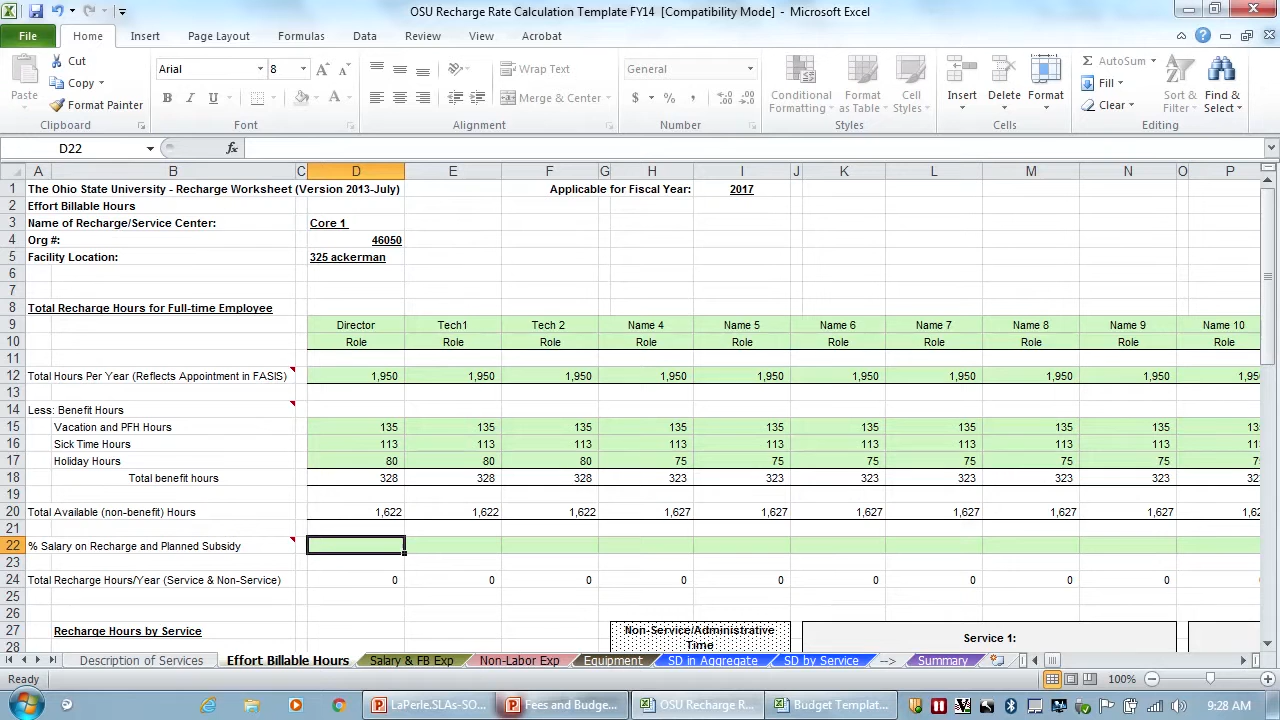 OSU Recharge Rate Calculation Template FY14 [Compatibility Mode] - Microsoft Excel
File Home Insert Page Layout Formulas Data Review View Acrobat
Paste Cut Copy Format Painter
Arial 8
B I U
Wrap Text
Merge & Center
General
$ % ,
Conditional Formatting Format as Table Cell Styles
Insert Delete Format
AutoSum Fill Clear
Sort & Filter Find & Select
Clipboard Font Alignment Number Styles Cells Editing
D22 fx
A B C D E F G H I J K L M N O P
1 The Ohio State University - Recharge Worksheet (Version 2013-July) Applicable for Fiscal Year: 2017
2 Effort Billable Hours
3 Name of Recharge/Service Center: Core 1
4 Org #: 46050
5 Facility Location: 325 ackerman
6
7
8 Total Recharge Hours for Full-time Employee
9 Director Tech1 Tech 2 Name 4 Name 5 Name 6 Name 7 Name 8 Name 9 Name 10
10 Role Role Role Role Role Role Role Role Role Role
11
12 Total Hours Per Year (Reflects Appointment in FASIS) 1,950 1,950 1,950 1,950 1,950 1,950 1,950 1,950 1,950 1,95
13
14 Less: Benefit Hours
15 Vacation and PFH Hours 135 135 135 135 135 135 135 135 135 13
16 Sick Time Hours 113 113 113 113 113 113 113 113 113 11
17 Holiday Hours 80 80 80 75 75 75 75 75 75 7
18 Total benefit hours 328 328 328 323 323 323 323 323 323 32
19
20 Total Available (non-benefit) Hours 1,622 1,622 1,622 1,627 1,627 1,627 1,627 1,627 1,627 1,62
21
22 % Salary on Recharge and Planned Subsidy
23
24 Total Recharge Hours/Year (Service & Non-Service) 0 0 0 0 0 0 0 0 0
25
26
27 Recharge Hours by Service Non-Service/Administrative Time Service 1:
28
Description of Services Effort Billable Hours Salary & FB Exp Non-Labor Exp Equipment SD in Aggregate SD by Service --> Summary
Ready 100%
LaPerle.SLAs-SO... Fees and Budge... OSU Recharge R... Budget Templat... 9:28 AM